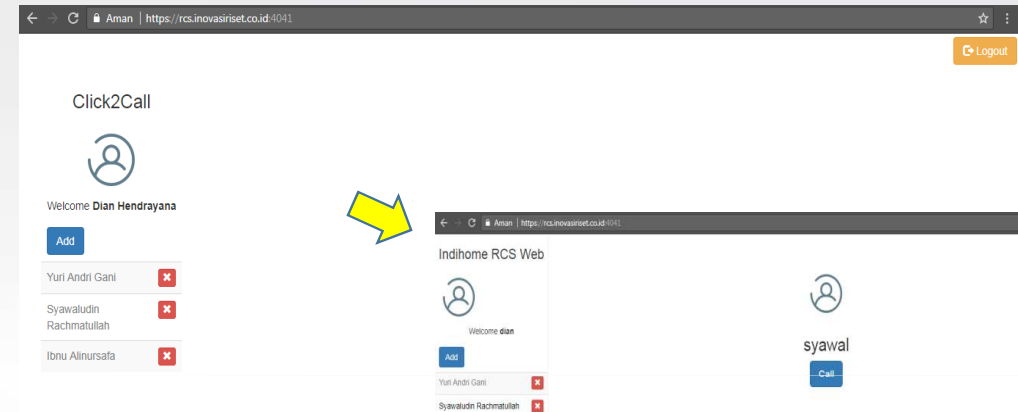 Aman | https://rcs.inovasiriset.co.id:4041
Logout
Click2Call
Welcome Dian Hendrayana
Add
Yuri Andri Gani
Syawaludin
Rachmatullah
Ibnu Alinursafa
Aman | https://rcs.inovasiriset.co.id:4041
Indihome RCS Web
Welcome dian
Add
Yuri Andri Gani
Syawaludin Rachmatullah
syawal
Call